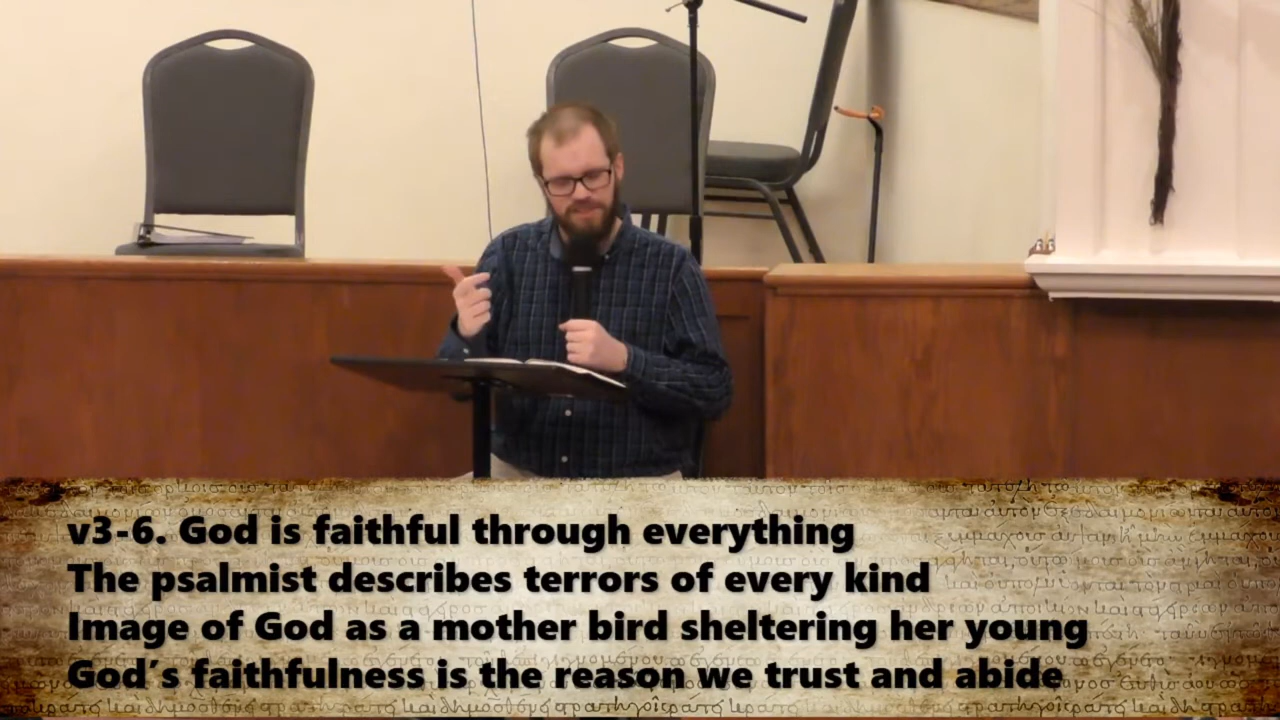 v3-6. God is faithful through everything
The psalmist describes terrors of every kind
Image of God as a mother bird sheltering her young
God´s faithfulness is the reason we trust and abide